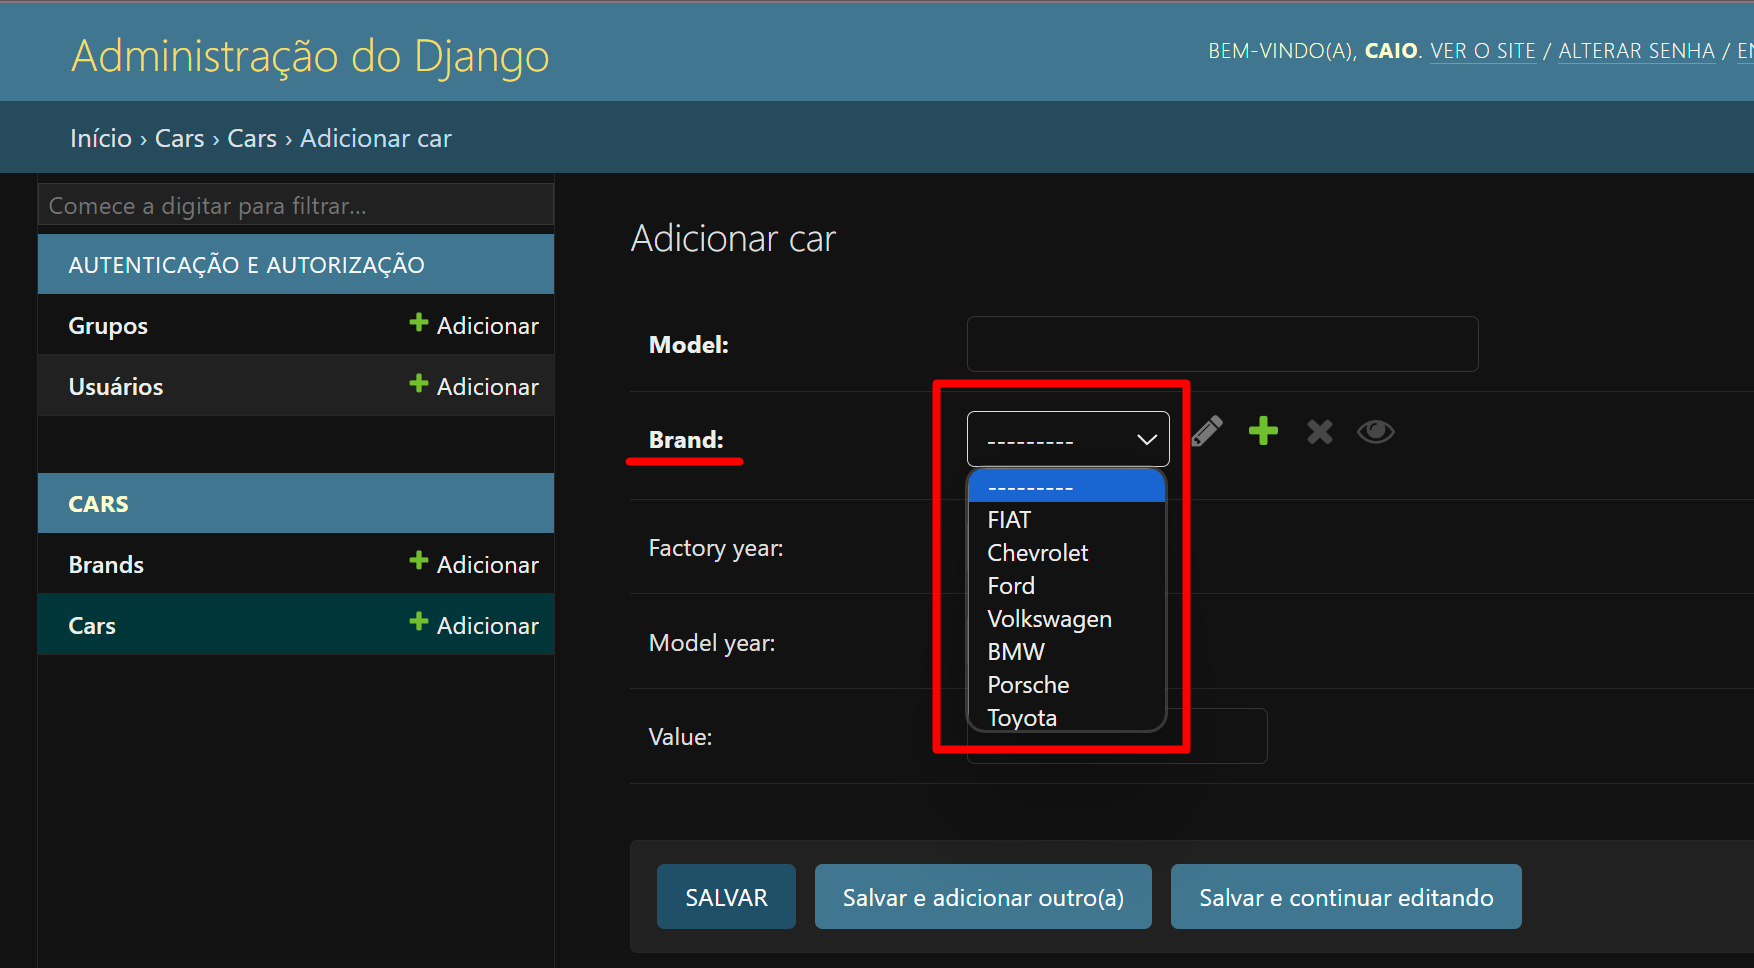 Administração do Django
BEM-VINDO(A), CAIO. VER O SITE / ALTERAR SENHA /
Início › Cars › Cars › Adicionar car
Comece a digitar para filtrar...
AUTENTICAÇÃO E AUTORIZAÇÃO
Grupos Adicionar
Usuários Adicionar
CARS
Brands Adicionar
Cars Adicionar
Adicionar car
Model:
Brand: ---------
---------
FIAT
Chevrolet
Ford
Volkswagen
BMW
Porsche
Toyota
Factory year:
Model year:
Value:
SALVAR
Salvar e adicionar outro(a)
Salvar e continuar editando